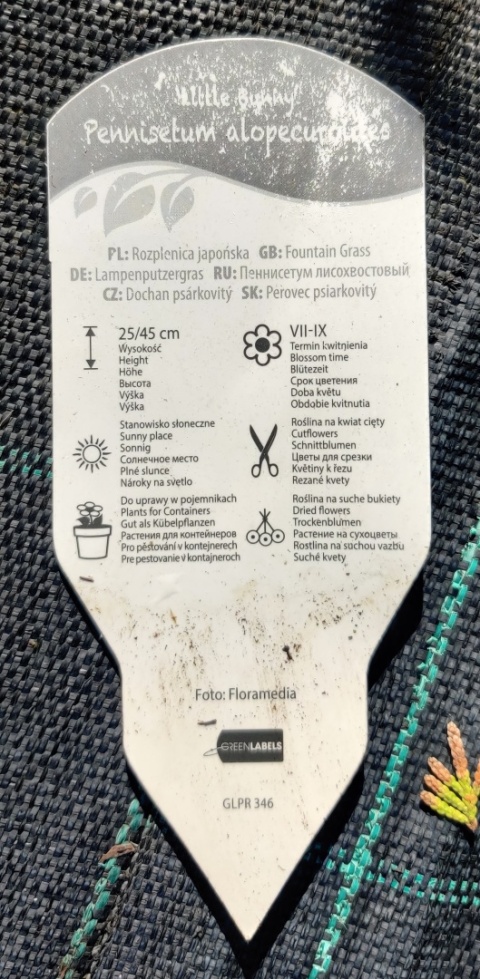 Little Bunny
Pennisetum alopecuroides
PL: Rozplenica japońska GB: Fountain Grass
DE: Lampenputzergras RU: Пеннисетум лисохвостовый
CZ: Dochan psárkovitý SK: Perovec psiarkovitý
25/45 cm
Wysokość
Height
Höhe
Высота
Výška
Výška
VII-IX
Termin kwitnienia
Blossom time
Blütezeit
Срок цветения
Doba květu
Obdobie kvitnutia
Stanowisko słoneczne
Sunny place
Sonnig
Солнечное место
Plné slunce
Nároky na svetlo
Roślina na kwiat cięty
Cutflowers
Schnittblumen
Цветы для срезки
Květiny k řezu
Rezané kvety
Do uprawy w pojemnikach
Plants for Containers
Gut als Kübelpflanzen
Растения для контейнеров
Pro pěstování v kontejnerech
Pre pestovanie v kontajneroch
Roślina na suche bukiety
Dried flowers
Trockenblumen
Растение на сухоцветы
Rostlina na suchou vazbu
Suché kvety
Foto: Floramedia
GREENLABELS
GLPR 346